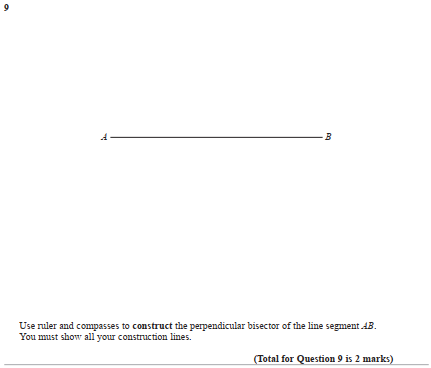 9
A B
Use ruler and compasses to construct the perpendicular bisector of the line segment AB.
You must show all your construction lines.
(Total for Question 9 is 2 marks)